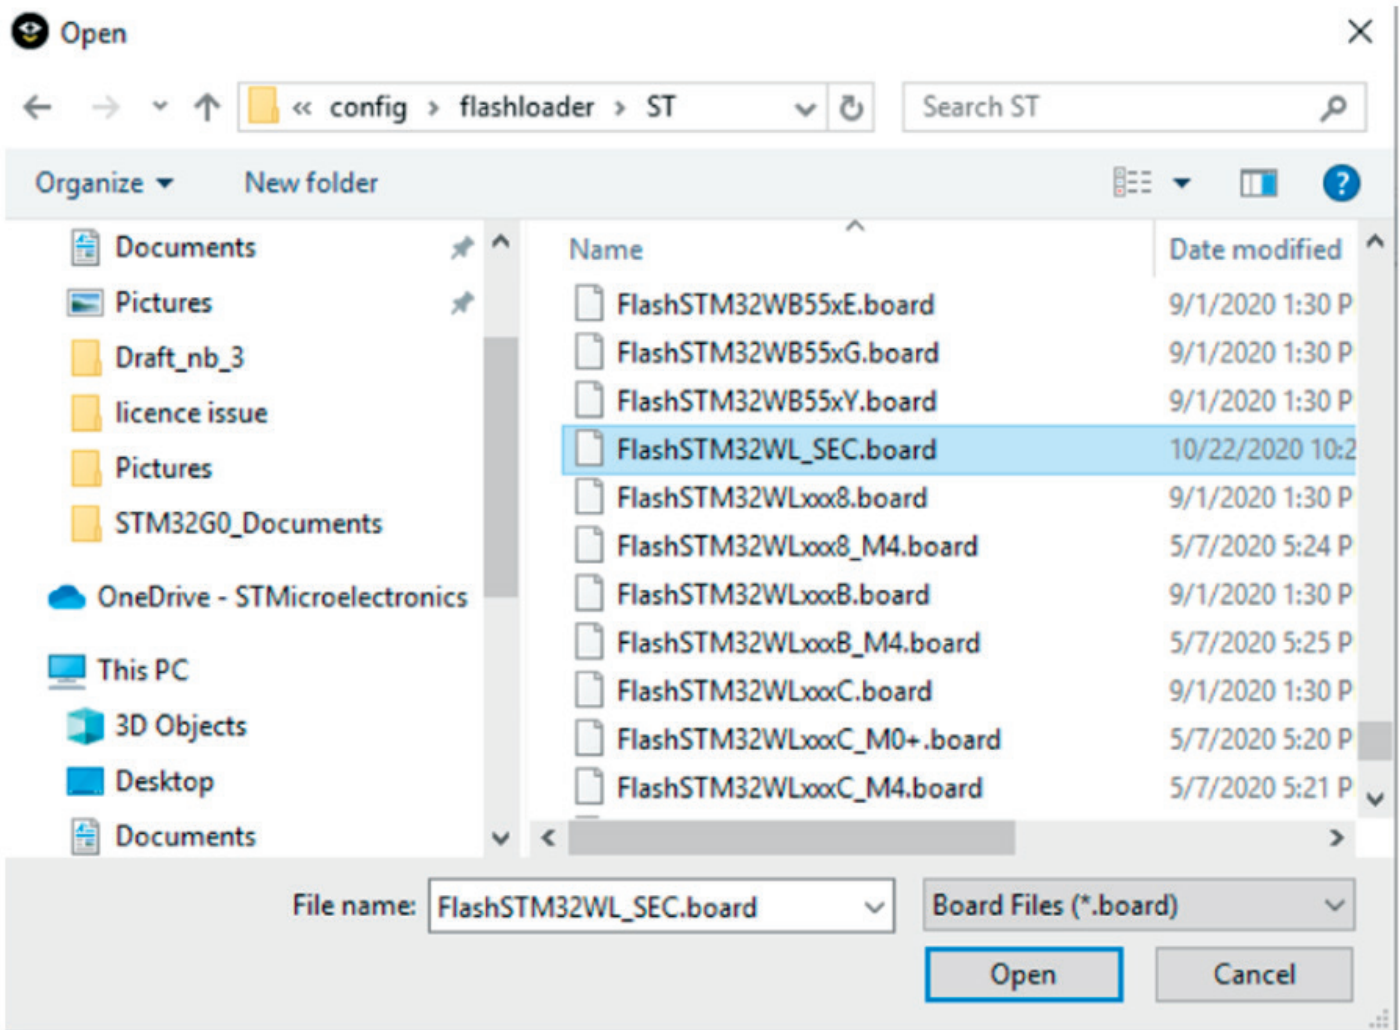 Open
« config › flashloader › ST
Search ST
Organize
New folder
?
Documents
Pictures
Draft_nb_3
licence issue
Pictures
STM32G0_Documents
OneDrive - STMicroelectronics
This PC
3D Objects
Desktop
Documents
Name Date modified
FlashSTM32WB55xE.board 9/1/2020 1:30 P
FlashSTM32WB55xG.board 9/1/2020 1:30 P
FlashSTM32WB55xY.board 9/1/2020 1:30 P
FlashSTM32WL_SEC.board 10/22/2020 10:2
FlashSTM32WLxxx8.board 9/1/2020 1:30 P
FlashSTM32WLxxx8_M4.board 5/7/2020 5:24 P
FlashSTM32WLxxxB.board 9/1/2020 1:30 P
FlashSTM32WLxxxB_M4.board 5/7/2020 5:25 P
FlashSTM32WLxxxC.board 9/1/2020 1:30 P
FlashSTM32WLxxxC_M0+.board 5/7/2020 5:20 P
FlashSTM32WLxxxC_M4.board 5/7/2020 5:21 P
File name: FlashSTM32WL_SEC.board
Board Files (*.board)
Open Cancel